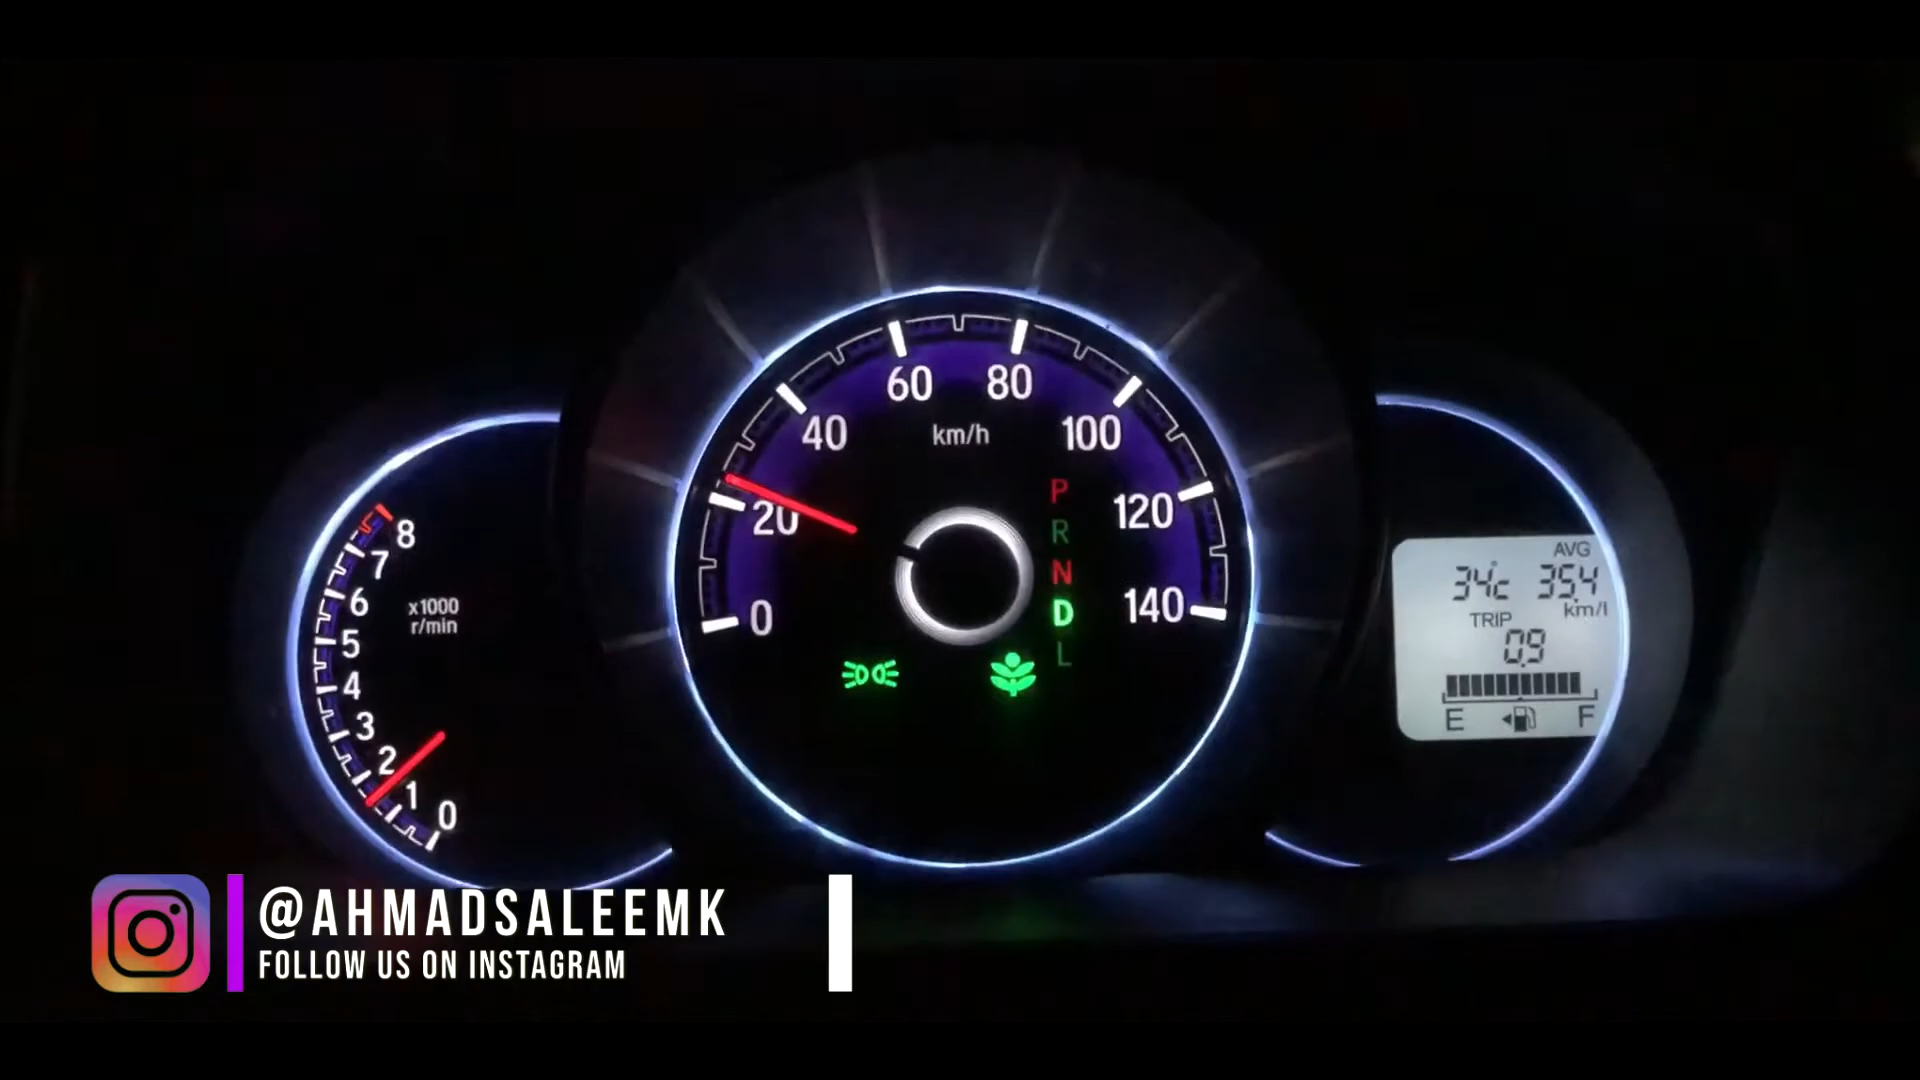 8
7
6
5
4
3
2
1
0
x1000
r/min
0
20
40
60
80
100
120
140
km/h
P
R
N
D
L
AVG
34°c 35.4
km/l
TRIP
0.9
E F
@AHMADSALEEMK
FOLLOW US ON INSTAGRAM